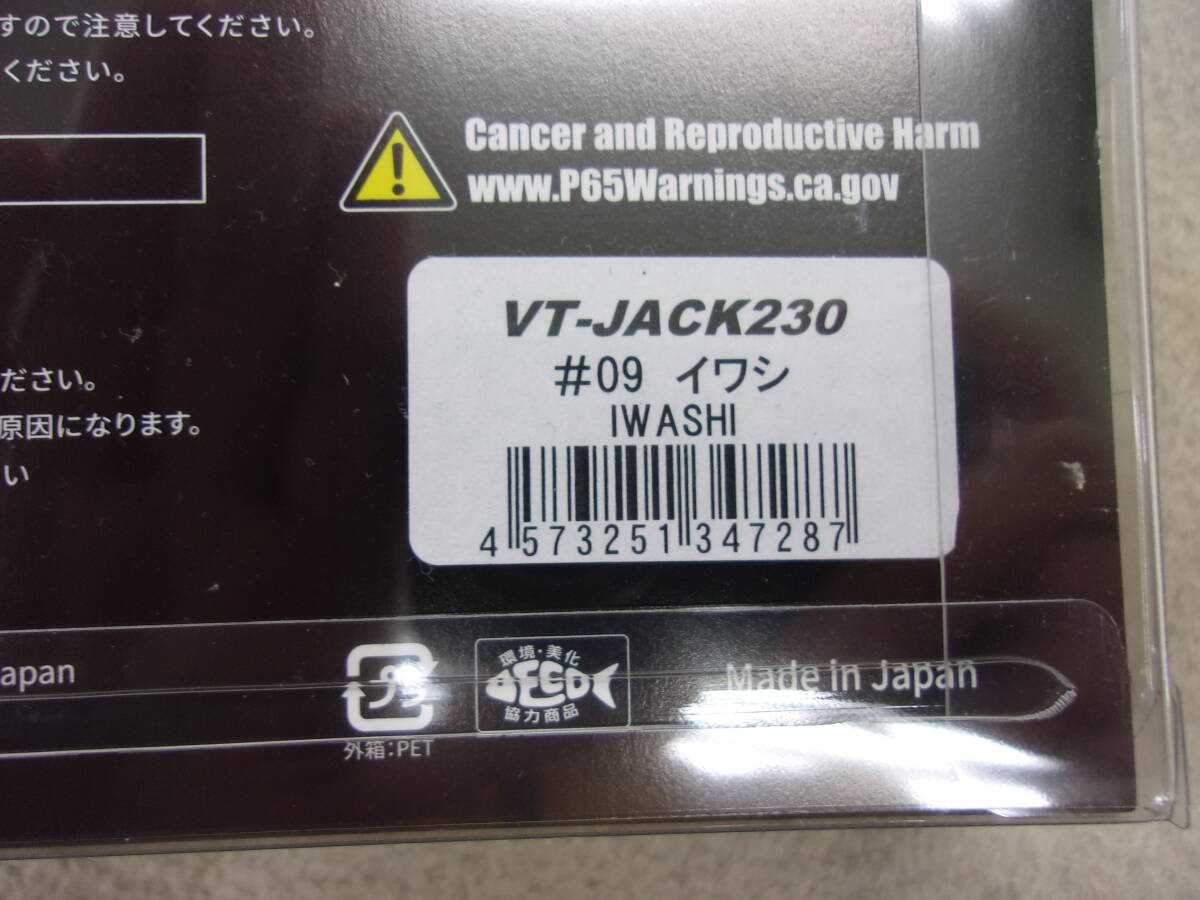 すので注意してください。
ください。
Cancer and Reproductive Harm
www.P65Warnings.ca.gov
VT-JACK230
#09 イワシ
IWASHI
4 573251 347287
ださい。
原因になります。
い
apan
プラ
外箱：PET
環境・美化
FECO
協力商品
Made in Japan